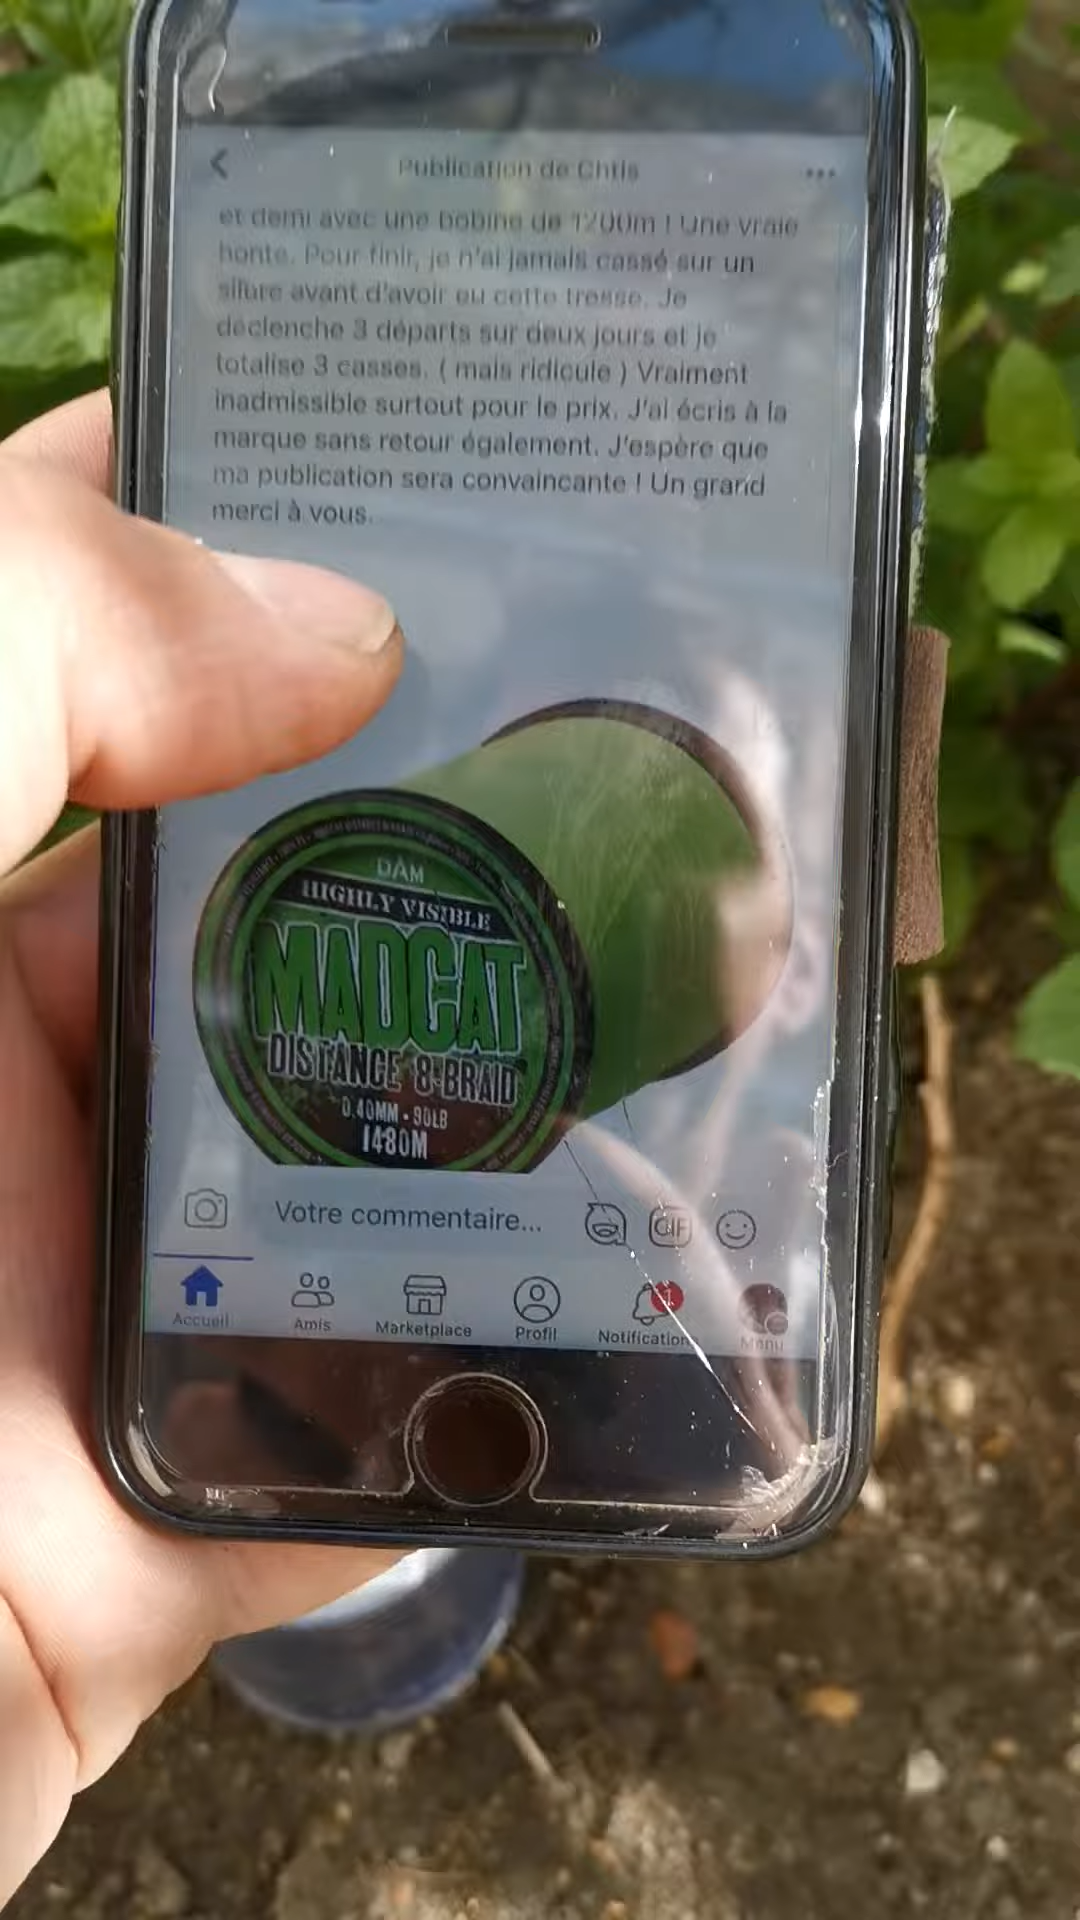 Publication de Chtis
et demi avec une bobine de 1200m ! Une vraie
honte. Pour finir, je n'ai jamais cassé sur un
silure avant d'avoir eu cette tresse. Je
déclenche 3 départs sur deux jours et je
totalise 3 casses. ( mais ridicule ) Vraiment
inadmissible surtout pour le prix. J'ai écris à la
marque sans retour également. J'espère que
ma publication sera convaincante ! Un grand
merci à vous.
DAM
HIGHLY VISIBLE
MADCAT
DISTANCE 8-BRAID
0.40MM • 90LB
1480M
Votre commentaire...
GIF
1
Accueil
Amis
Marketplace
Profil
Notifications
Menu